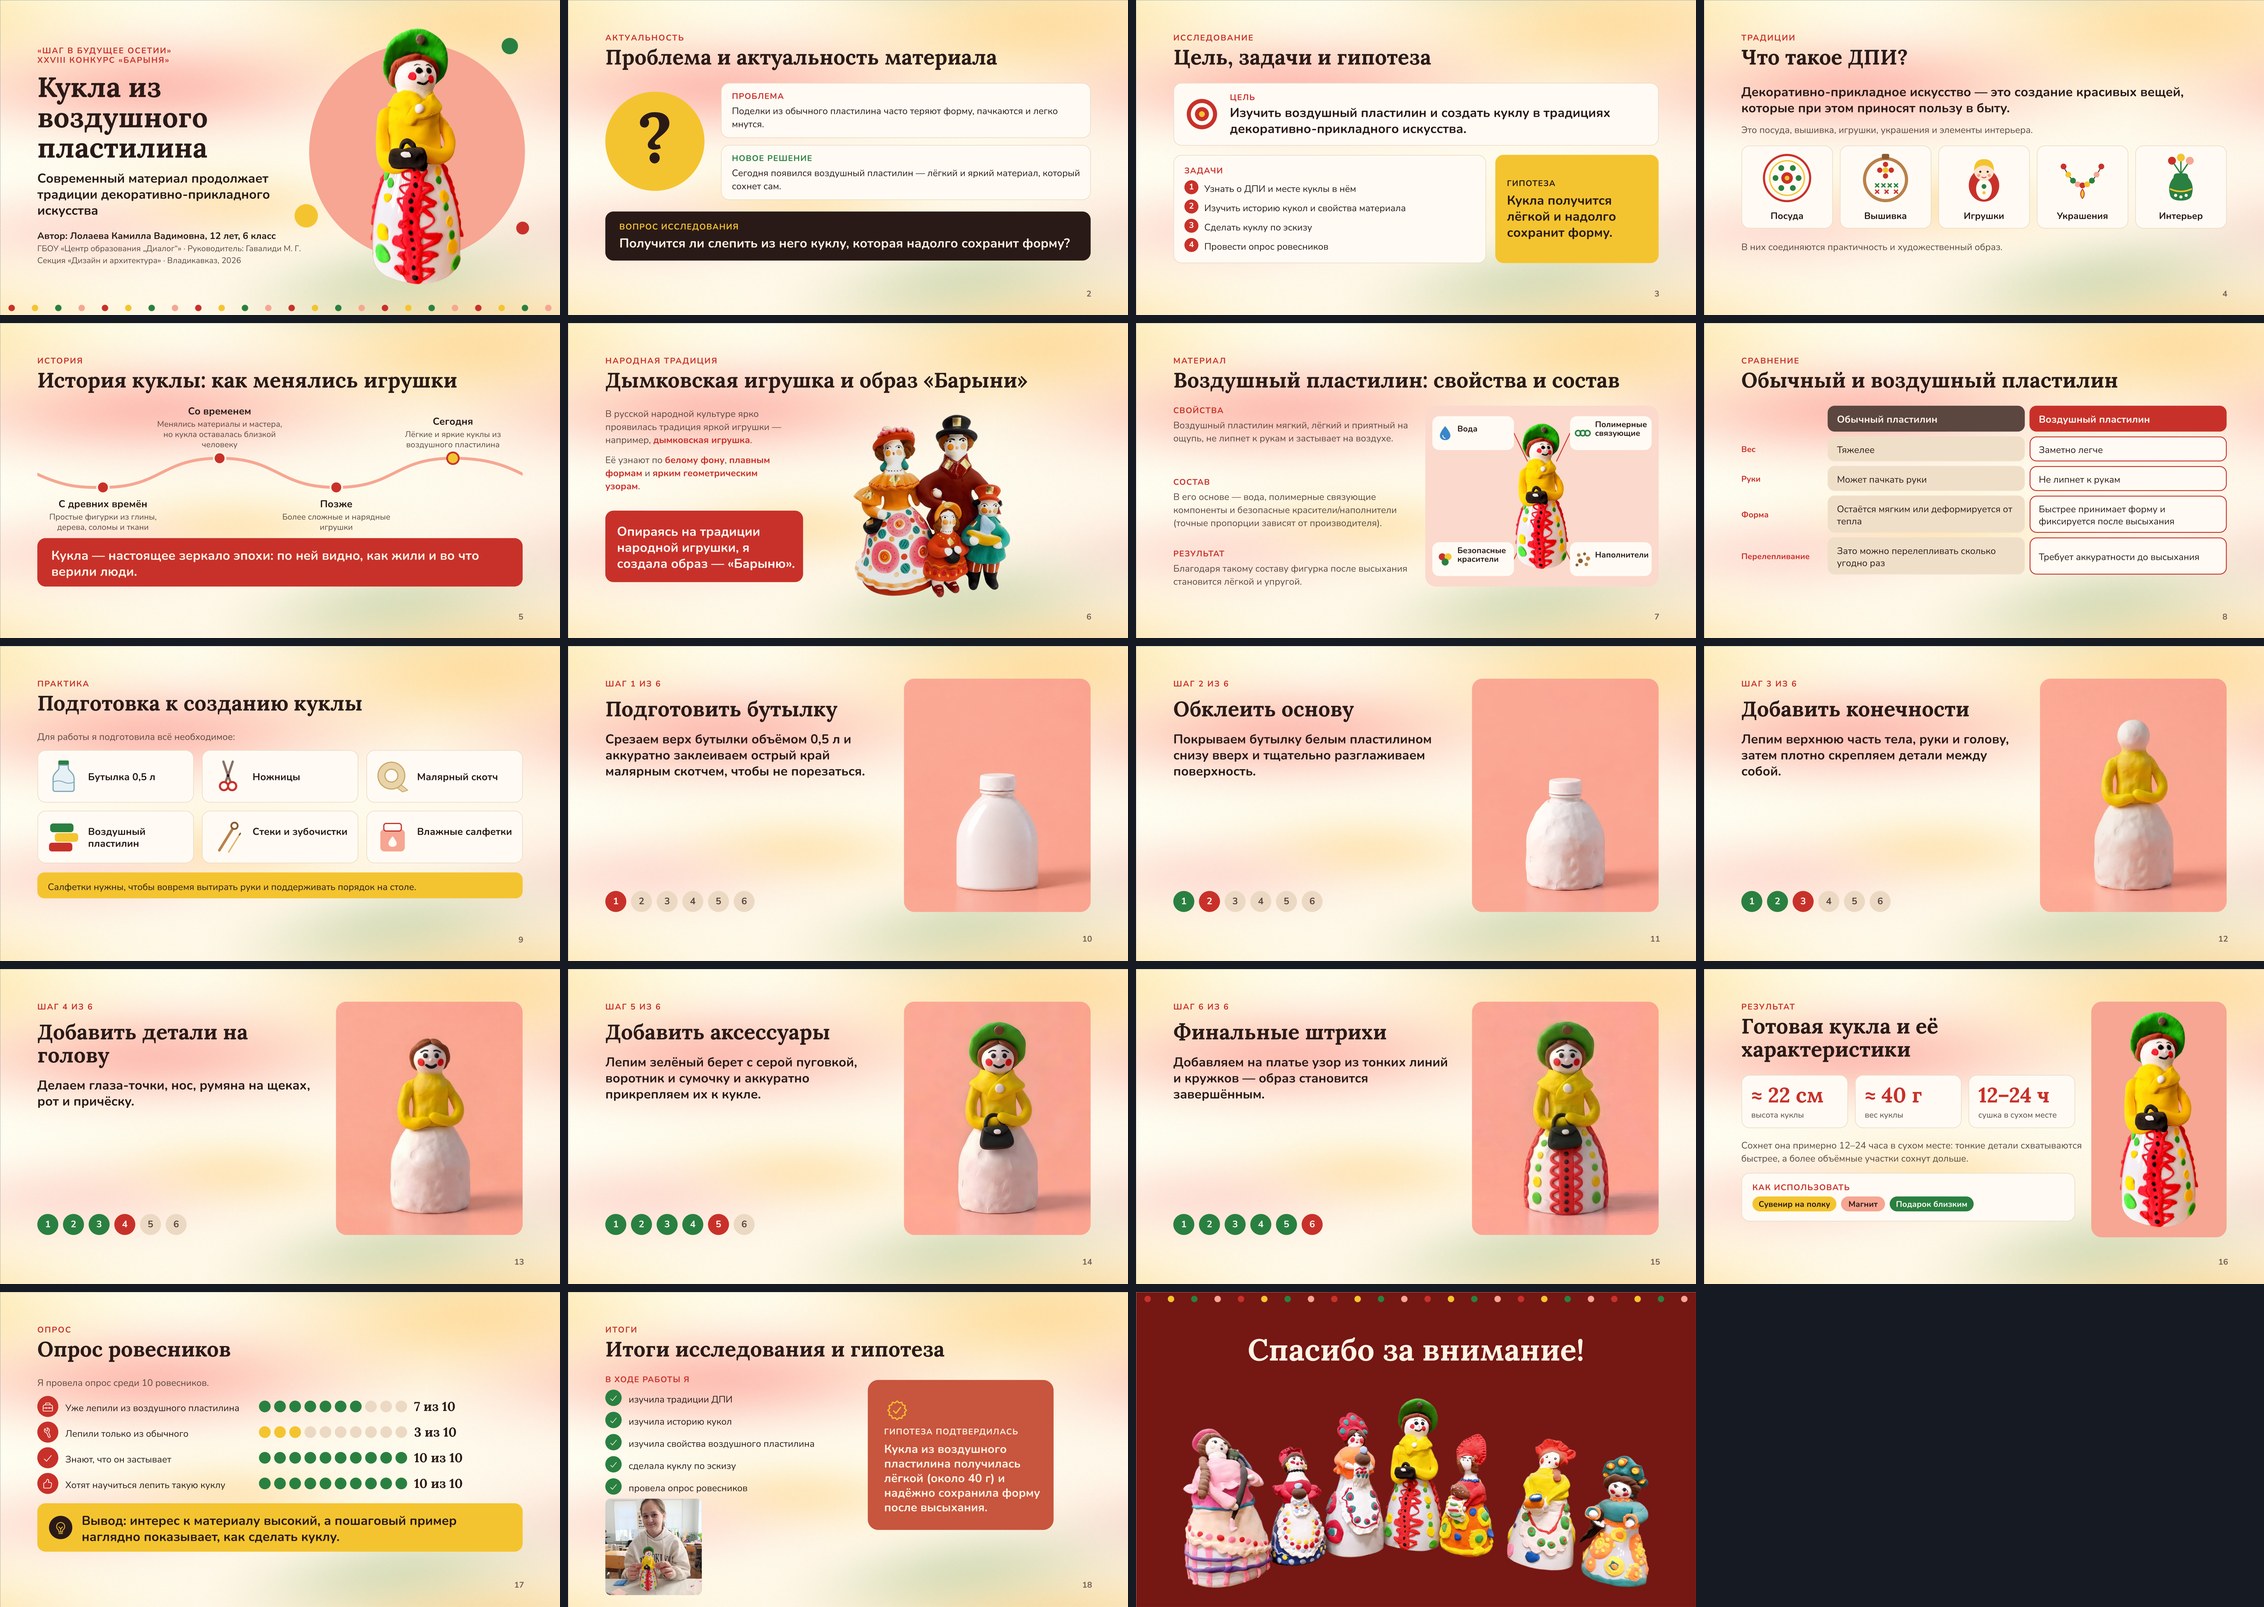 «ШАГ В БУДУЩЕЕ ОСЕТИИ»
XXVIII КОНКУРС «БАРЫНЯ»
Кукла из
воздушного
пластилина
Современный материал продолжает
традиции декоративно-прикладного
искусства
Автор: Лолаева Камилла Вадимовна, 12 лет, 6 класс
ГБОУ «Центр образования „Диалог"» · Руководитель: Гавалиди М. Г.
Секция «Дизайн и архитектура» · Владикавказ, 2026
АКТУАЛЬНОСТЬ
Проблема и актуальность материала
?
ПРОБЛЕМА
Поделки из обычного пластилина часто теряют форму, пачкаются и легко
мнутся.
НОВОЕ РЕШЕНИЕ
Сегодня появился воздушный пластилин — лёгкий и яркий материал, который
сохнет сам.
ВОПРОС ИССЛЕДОВАНИЯ
Получится ли слепить из него куклу, которая надолго сохранит форму?
2
ИССЛЕДОВАНИЕ
Цель, задачи и гипотеза
ЦЕЛЬ
Изучить воздушный пластилин и создать куклу в традициях
декоративно-прикладного искусства.
ЗАДАЧИ
1 Узнать о ДПИ и месте куклы в нём
2 Изучить историю кукол и свойства материала
3 Сделать куклу по эскизу
4 Провести опрос ровесников
ГИПОТЕЗА
Кукла получится
лёгкой и надолго
сохранит форму.
3
ТРАДИЦИИ
Что такое ДПИ?
Декоративно-прикладное искусство — это создание красивых вещей,
которые при этом приносят пользу в быту.
Это посуда, вышивка, игрушки, украшения и элементы интерьера.
Посуда
Вышивка
Игрушки
Украшения
Интерьер
В них соединяются практичность и художественный образ.
4
ИСТОРИЯ
История куклы: как менялись игрушки
Со временем
Менялись материалы и мастера,
но кукла оставалась близкой
человеку
Сегодня
Лёгкие и яркие куклы из
воздушного пластилина
С древних времён
Простые фигурки из глины,
дерева, соломы и ткани
Позже
Более сложные и нарядные
игрушки
Кукла — настоящее зеркало эпохи: по ней видно, как жили и во что
верили люди.
5
НАРОДНАЯ ТРАДИЦИЯ
Дымковская игрушка и образ «Барыни»
В русской народной культуре ярко
проявилась традиция яркой игрушки —
например, дымковская игрушка.
Её узнают по белому фону, плавным
формам и ярким геометрическим
узорам.
Опираясь на традиции
народной игрушки, я
создала образ — «Барыню».
6
МАТЕРИАЛ
Воздушный пластилин: свойства и состав
СВОЙСТВА
Воздушный пластилин мягкий, лёгкий и приятный на
ощупь, не липнет к рукам и застывает на воздухе.
СОСТАВ
В его основе — вода, полимерные связующие
компоненты и безопасные красители/наполнители
(точные пропорции зависят от производителя).
РЕЗУЛЬТАТ
Благодаря такому составу фигурка после высыхания
становится лёгкой и упругой.
Вода
Полимерные
связующие
Безопасные
красители
Наполнители
7
СРАВНЕНИЕ
Обычный и воздушный пластилин
Обычный пластилин
Воздушный пластилин
Вес
Тяжелее
Заметно легче
Руки
Может пачкать руки
Не липнет к рукам
Форма
Остаётся мягким или деформируется от
тепла
Быстрее принимает форму и
фиксируется после высыхания
Перелепливание
Зато можно перелепливать сколько
угодно раз
Требует аккуратности до высыхания
8
ПРАКТИКА
Подготовка к созданию куклы
Для работы я подготовила всё необходимое:
Бутылка 0,5 л
Ножницы
Малярный скотч
Воздушный
пластилин
Стеки и зубочистки
Влажные салфетки
Салфетки нужны, чтобы вовремя вытирать руки и поддерживать порядок на столе.
9
ШАГ 1 ИЗ 6
Подготовить бутылку
Срезаем верх бутылки объёмом 0,5 л и
аккуратно заклеиваем острый край
малярным скотчем, чтобы не порезаться.
1 2 3 4 5 6
10
ШАГ 2 ИЗ 6
Обклеить основу
Покрываем бутылку белым пластилином
снизу вверх и тщательно разглаживаем
поверхность.
1 2 3 4 5 6
11
ШАГ 3 ИЗ 6
Добавить конечности
Лепим верхнюю часть тела, руки и голову,
затем плотно скрепляем детали между
собой.
1 2 3 4 5 6
12
ШАГ 4 ИЗ 6
Добавить детали на
голову
Делаем глаза-точки, нос, румяна на щеках,
рот и причёску.
1 2 3 4 5 6
13
ШАГ 5 ИЗ 6
Добавить аксессуары
Лепим зелёный берет с серой пуговкой,
воротник и сумочку и аккуратно
прикрепляем их к кукле.
1 2 3 4 5 6
14
ШАГ 6 ИЗ 6
Финальные штрихи
Добавляем на платье узор из тонких линий
и кружков — образ становится
завершённым.
1 2 3 4 5 6
15
РЕЗУЛЬТАТ
Готовая кукла и её
характеристики
≈ 22 см
высота куклы
≈ 40 г
вес куклы
12–24 ч
сушка в сухом месте
Сохнет она примерно 12–24 часа в сухом месте: тонкие детали схватываются
быстрее, а более объёмные участки сохнут дольше.
КАК ИСПОЛЬЗОВАТЬ
Сувенир на полку
Магнит
Подарок близким
16
ОПРОС
Опрос ровесников
Я провела опрос среди 10 ровесников.
Уже лепили из воздушного пластилина 7 из 10
Лепили только из обычного 3 из 10
Знают, что он застывает 10 из 10
Хотят научиться лепить такую куклу 10 из 10
Вывод: интерес к материалу высокий, а пошаговый пример
наглядно показывает, как сделать куклу.
17
ИТОГИ
Итоги исследования и гипотеза
В ХОДЕ РАБОТЫ Я
изучила традиции ДПИ
изучила историю кукол
изучила свойства воздушного пластилина
сделала куклу по эскизу
провела опрос ровесников
ГИПОТЕЗА ПОДТВЕРДИЛАСЬ
Кукла из воздушного
пластилина получилась
лёгкой (около 40 г) и
надёжно сохранила форму
после высыхания.
18
Спасибо за внимание!